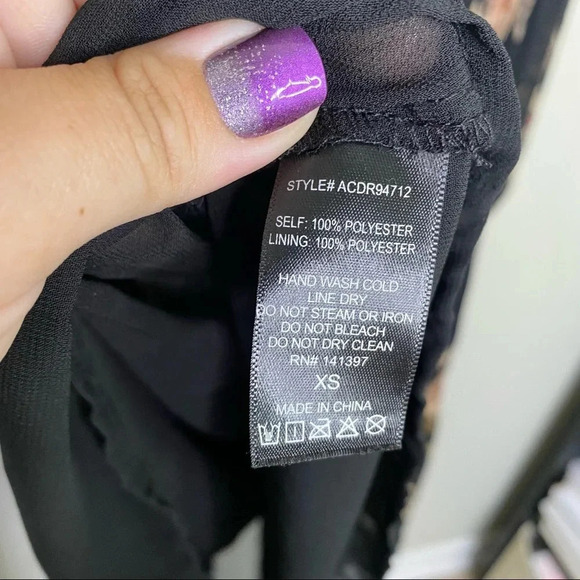 STYLE# ACDR94712
SELF: 100% POLYESTER
LINING: 100% POLYESTER
HAND WASH COLD
LINE DRY
DO NOT STEAM OR IRON
DO NOT BLEACH
DO NOT DRY CLEAN
RN# 141397
XS
MADE IN CHINA